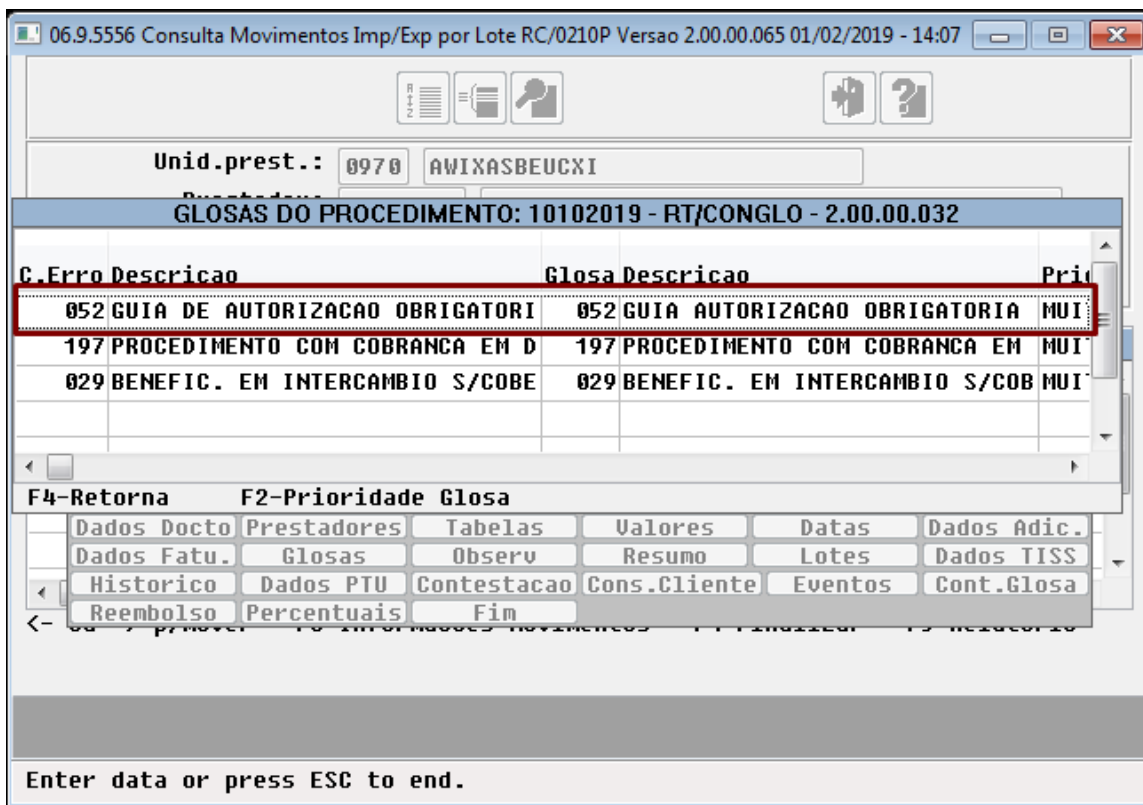 06.9.5556 Consulta Movimentos Imp/Exp por Lote RC/0210P Versao 2.00.00.065 01/02/2019 - 14:07
Unid.prest.: 0970 AWIXASBEUCXI
GLOSAS DO PROCEDIMENTO: 10102019 - RT/CONGLO - 2.00.00.032
C.Erro Descricao Glosa Descricao Prio
052 GUIA DE AUTORIZACAO OBRIGATORI 052 GUIA AUTORIZACAO OBRIGATORIA MUI
197 PROCEDIMENTO COM COBRANCA EM D 197 PROCEDIMENTO COM COBRANCA EM MUI
029 BENEFIC. EM INTERCAMBIO S/COBE 029 BENEFIC. EM INTERCAMBIO S/COB MUI
F4-Retorna F2-Prioridade Glosa
Dados Docto Prestadores Tabelas Valores Datas Dados Adic.
Dados Fatu. Glosas Observ Resumo Lotes Dados TISS
Historico Dados PTU Contestacao Cons.Cliente Eventos Cont.Glosa
Reembolso Percentuais Fim
Enter data or press ESC to end.